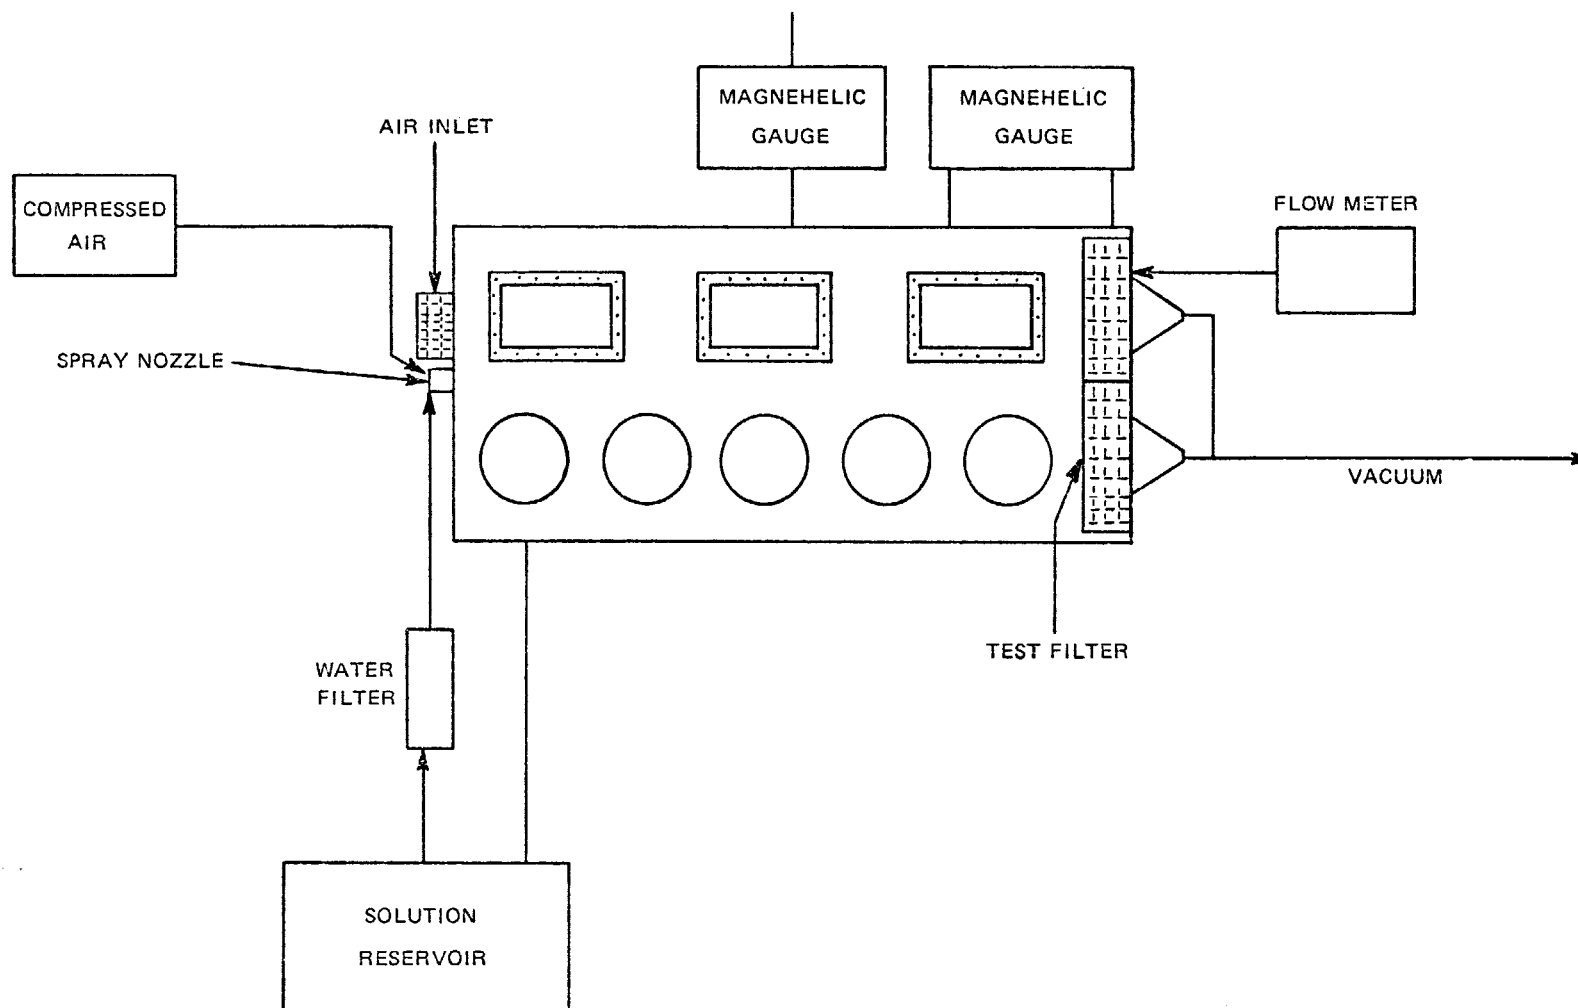 MAGNEHELIC
GAUGE
MAGNEHELIC
GAUGE
AIR INLET
COMPRESSED
AIR
FLOW METER
SPRAY NOZZLE
VACUUM
TEST FILTER
WATER
FILTER
SOLUTION
RESERVOIR